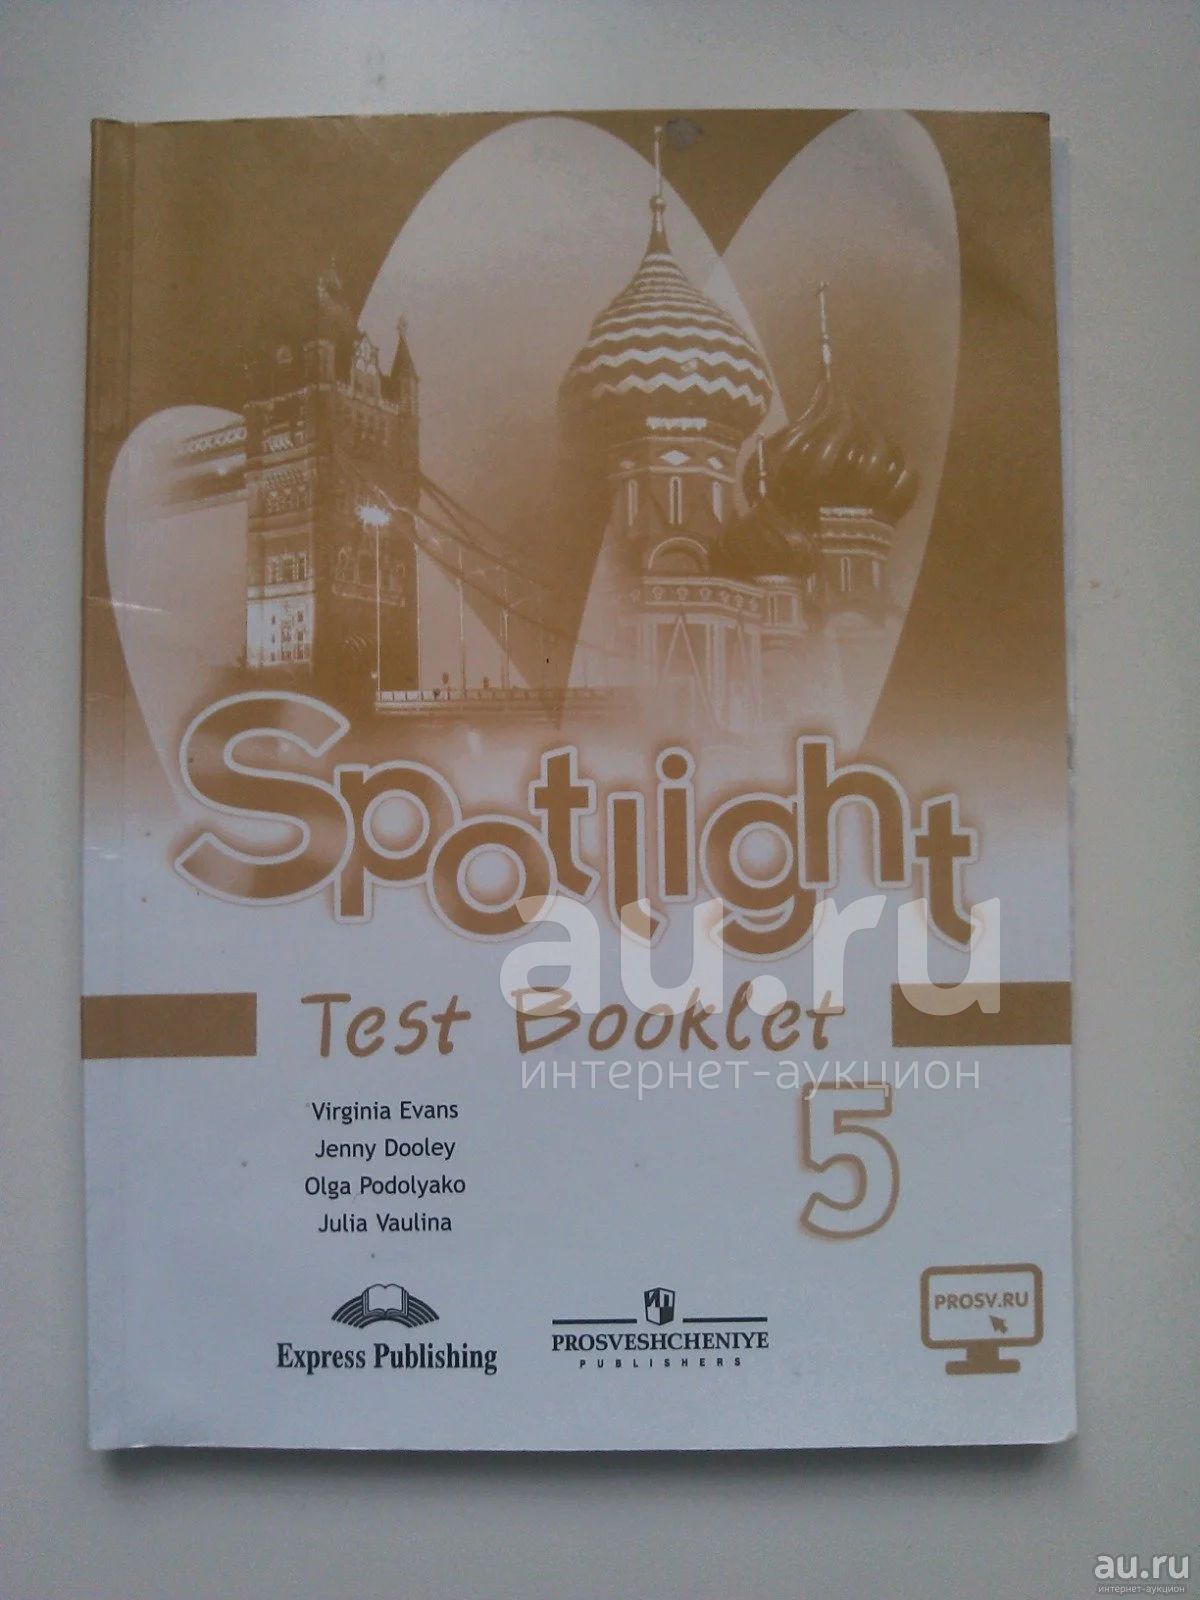 Spotlight
au.ru
Test Booklet
интернет-аукцион
5
Virginia Evans
Jenny Dooley
Olga Podolyako
Julia Vaulina
Express Publishing
PROSVESHCHENIYE
PUBLISHERS
PROSV.RU
au.ru
интернет-аукцион